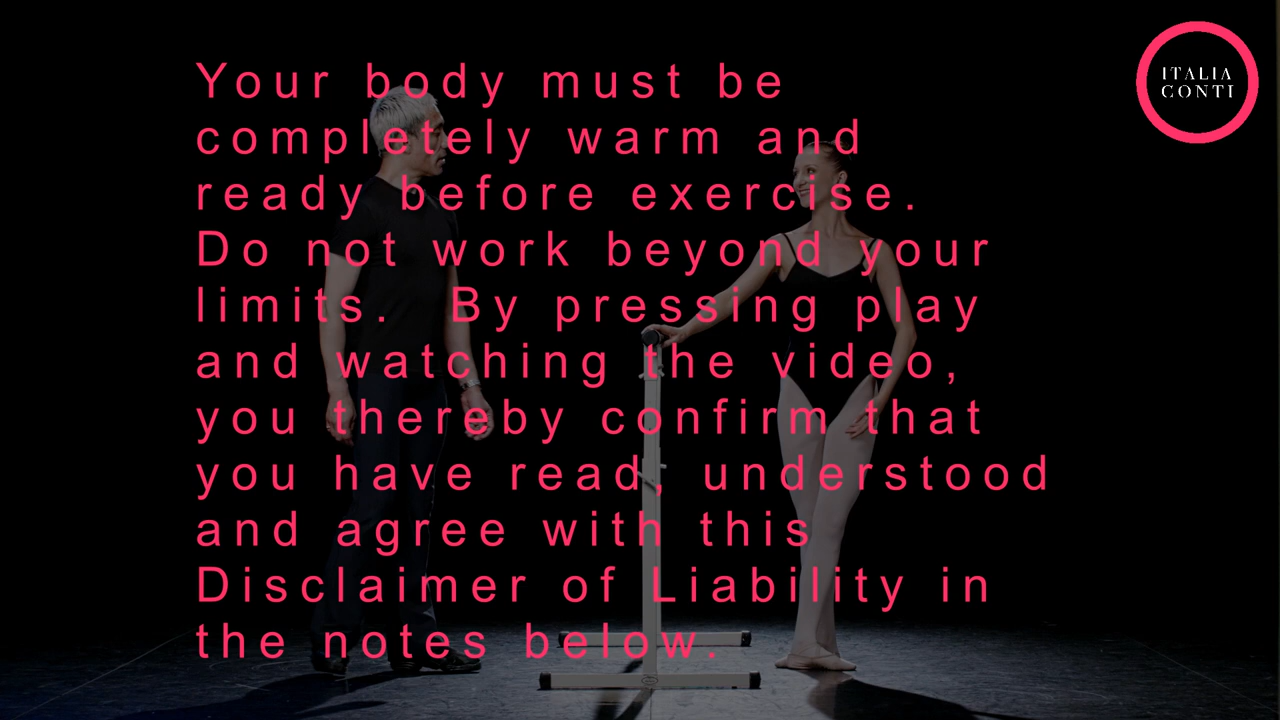 Your body must be
completely warm and
ready before exercise.
Do not work beyond your
limits.  By pressing play
and watching the video,
you thereby confirm that
you have read, understood
and agree with this
Disclaimer of Liability in
the notes below.
ITALIA
CONTI